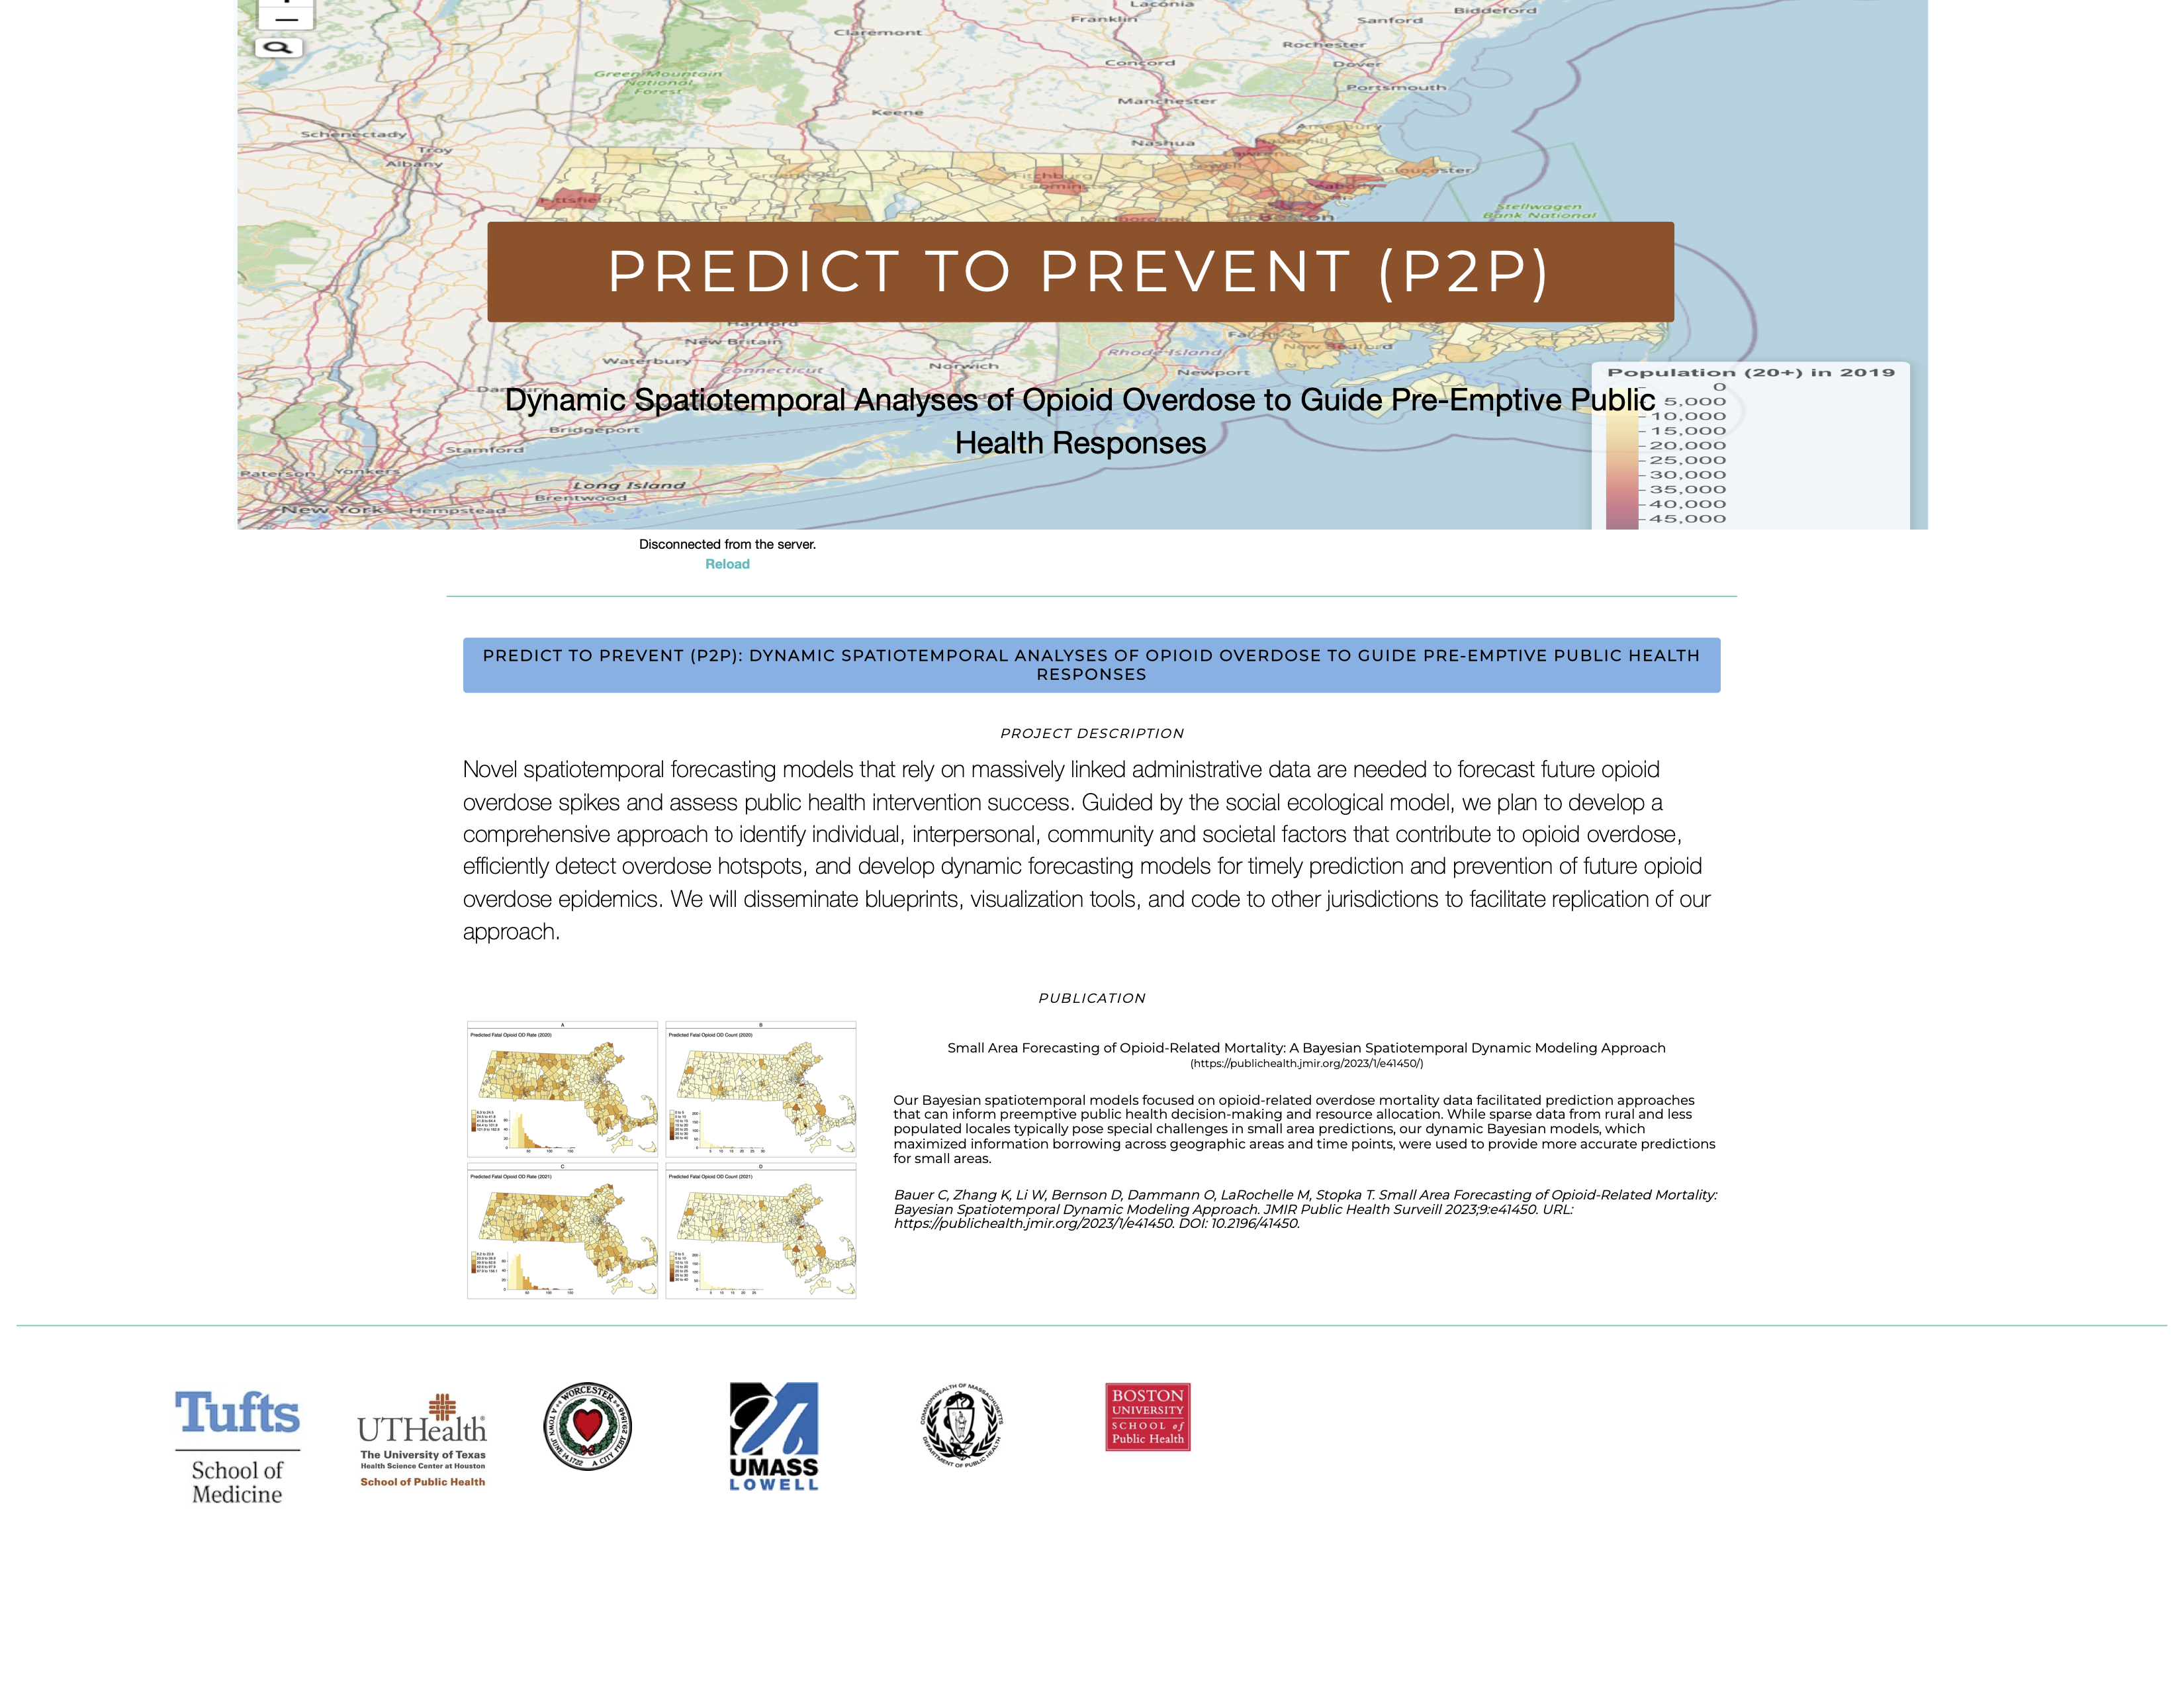 Laconia
Biddeford
Franklin
Sanford
Claremont
Rochester
Concord
Dover
Green Mountain
National
Forest
Portsmouth
Manchester
Keene
Schenectady
Amesbury
Troy
Nashua
Albany
Gloucester
Pittsfield
Stellwagen
Bank National
PREDICT TO PREVENT (P2P)
Hartford
New Britain
New Bedford
Waterbury
Rhode Island
Connecticut
Norwich
Newport
Population (20+) in 2019
0
5,000
10,000
15,000
20,000
25,000
30,000
35,000
40,000
45,000
Dynamic Spatiotemporal Analyses of Opioid Overdose to Guide Pre-Emptive Public
Health Responses
Bridgeport
Stamford
Paterson
Yonkers
Long Island
Brentwood
New York
Hempstead
Disconnected from the server.
Reload
PREDICT TO PREVENT (P2P): DYNAMIC SPATIOTEMPORAL ANALYSES OF OPIOID OVERDOSE TO GUIDE PRE-EMPTIVE PUBLIC HEALTH
RESPONSES
PROJECT DESCRIPTION
Novel spatiotemporal forecasting models that rely on massively linked administrative data are needed to forecast future opioid
overdose spikes and assess public health intervention success. Guided by the social ecological model, we plan to develop a
comprehensive approach to identify individual, interpersonal, community and societal factors that contribute to opioid overdose,
efficiently detect overdose hotspots, and develop dynamic forecasting models for timely prediction and prevention of future opioid
overdose epidemics. We will disseminate blueprints, visualization tools, and code to other jurisdictions to facilitate replication of our
approach.
PUBLICATION
A
Predicted Fatal Opioid OD Rate (2020)
B
Predicted Fatal Opioid OD Count (2020)
C
Predicted Fatal Opioid OD Rate (2021)
D
Predicted Fatal Opioid OD Count (2021)
Small Area Forecasting of Opioid-Related Mortality: A Bayesian Spatiotemporal Dynamic Modeling Approach
(https://publichealth.jmir.org/2023/1/e41450/)
Our Bayesian spatiotemporal models focused on opioid-related overdose mortality data facilitated prediction approaches
that can inform preemptive public health decision-making and resource allocation. While sparse data from rural and less
populated locales typically pose special challenges in small area predictions, our dynamic Bayesian models, which
maximized information borrowing across geographic areas and time points, were used to provide more accurate predictions
for small areas.
Bauer C, Zhang K, Li W, Bernson D, Dammann O, LaRochelle M, Stopka T. Small Area Forecasting of Opioid-Related Mortality:
Bayesian Spatiotemporal Dynamic Modeling Approach. JMIR Public Health Surveill 2023;9:e41450. URL:
https://publichealth.jmir.org/2023/1/e41450. DOI: 10.2196/41450.
Tufts
School of
Medicine
UTHealth
The University of Texas
Health Science Center at Houston
School of Public Health
WORCESTER
A TOWN JUNE 14, 1722 A CITY FEBY 29, 1848
UMASS
LOWELL
COMMONWEALTH OF MASSACHUSETTS
DEPARTMENT OF PUBLIC HEALTH
BOSTON
UNIVERSITY
SCHOOL of
Public Health